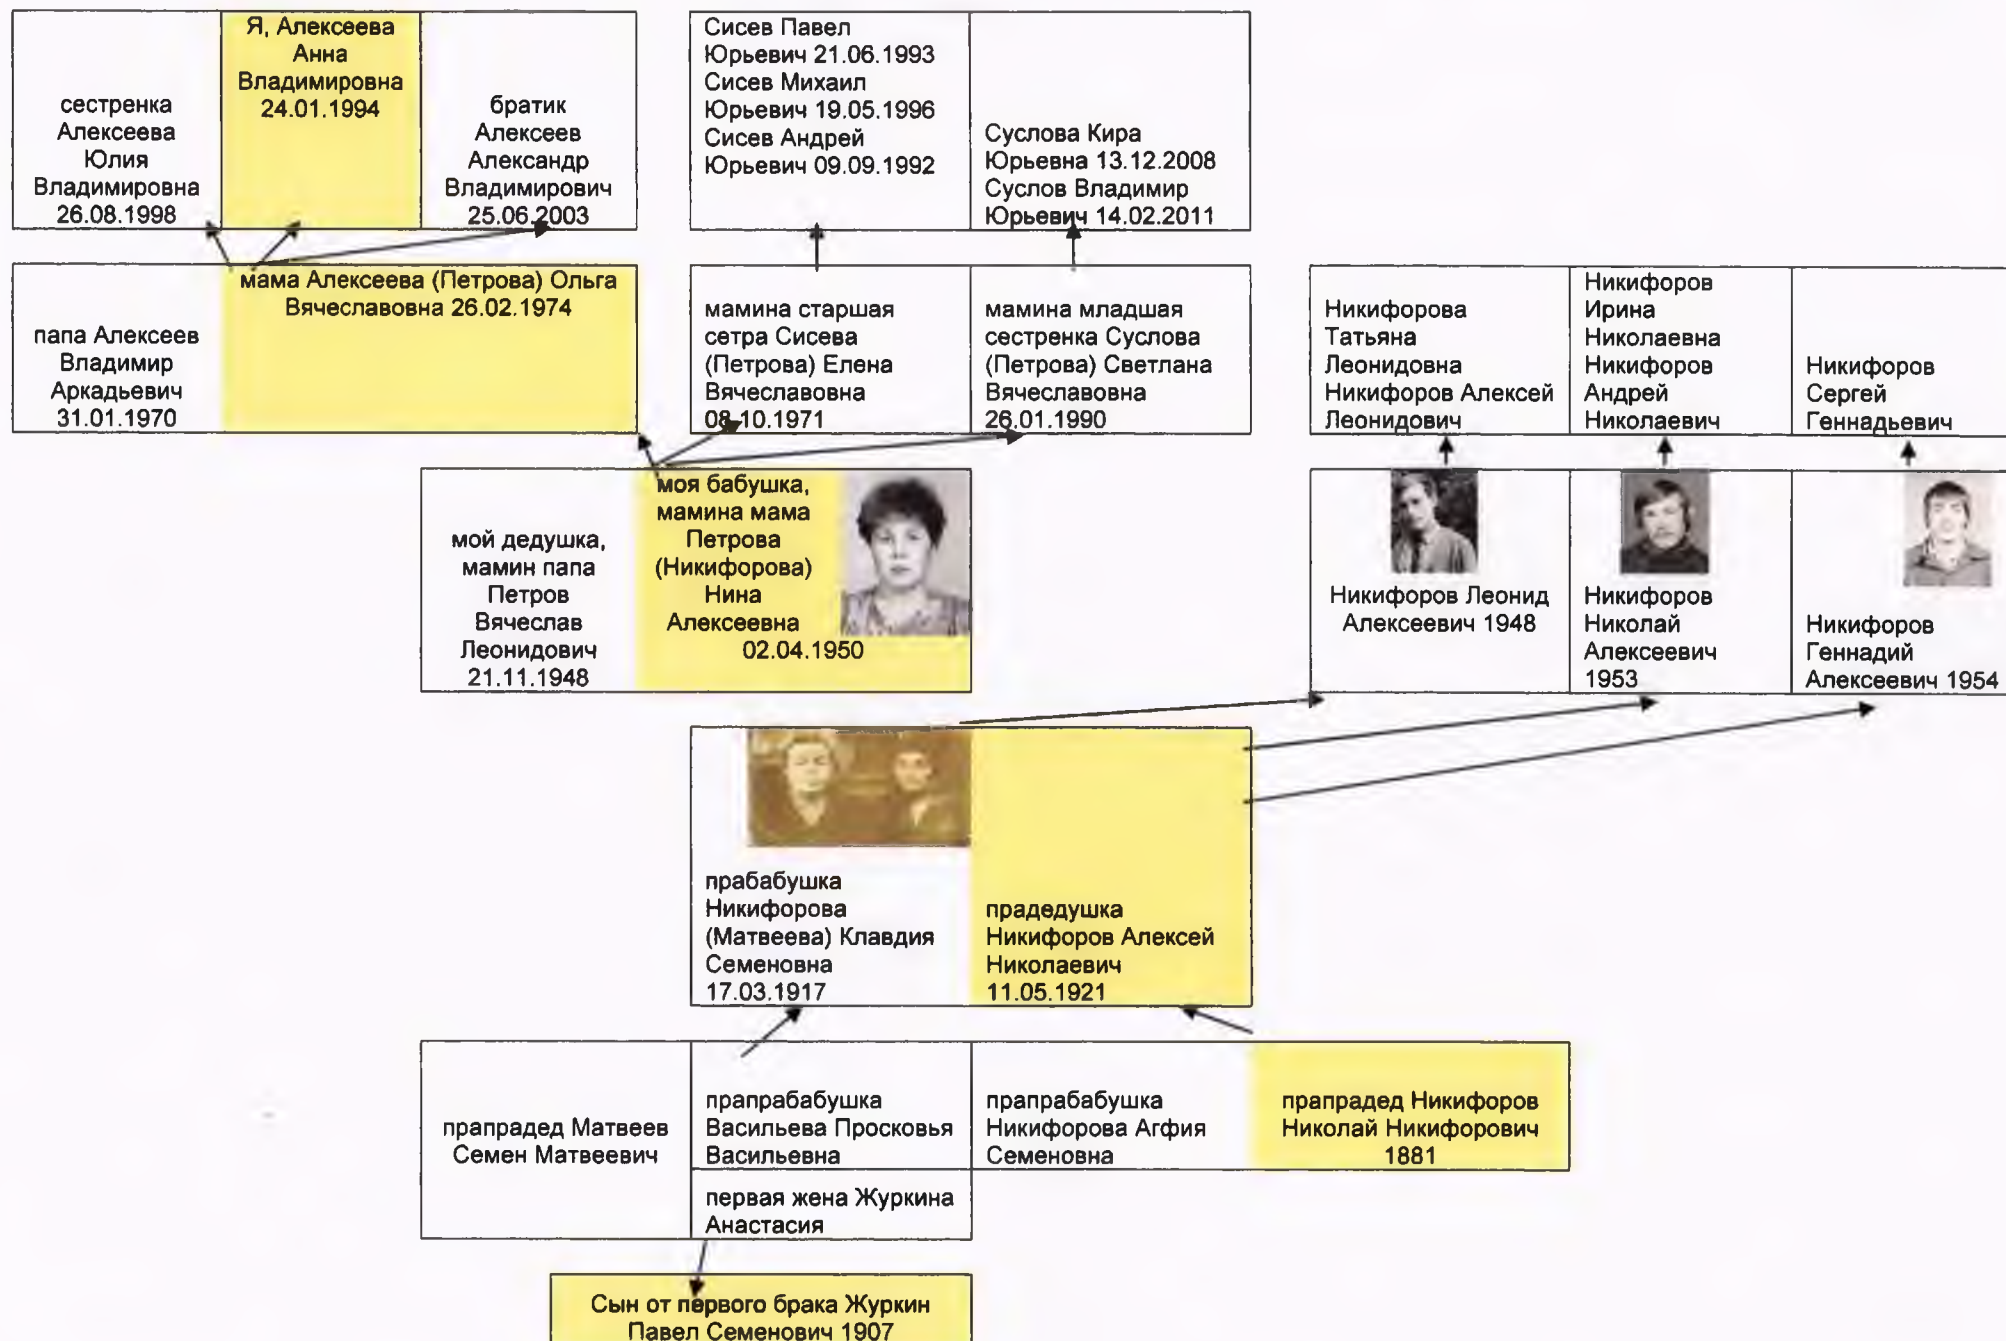 сестренка
Алексеева
Юлия
Владимировна
26.08.1998
Я, Алексеева
Анна
Владимировна
24.01.1994
братик
Алексеев
Александр
Владимирович
25.06.2003
Сисев Павел
Юрьевич 21.06.1993
Сисев Михаил
Юрьевич 19.05.1996
Сисев Андрей
Юрьевич 09.09.1992
Суслова Кира
Юрьевна 13.12.2008
Суслов Владимир
Юрьевич 14.02.2011
папа Алексеев
Владимир
Аркадьевич
31.01.1970
мама Алексеева (Петрова) Ольга
Вячеславовна 26.02.1974
мамина старшая
сетра Сисева
(Петрова) Елена
Вячеславовна
08.10.1971
мамина младшая
сестренка Суслова
(Петрова) Светлана
Вячеславовна
26.01.1990
Никифорова
Татьяна
Леонидовна
Никифоров Алексей
Леонидович
Никифоров
Ирина
Николаевна
Никифоров
Андрей
Николаевич
Никифоров
Сергей
Геннадьевич
мой дедушка,
мамин папа
Петров
Вячеслав
Леонидович
21.11.1948
моя бабушка,
мамина мама
Петрова
(Никифорова)
Нина
Алексеевна
02.04.1950
Никифоров Леонид
Алексеевич 1948
Никифоров
Николай
Алексеевич
1953
Никифоров
Геннадий
Алексеевич 1954
прабабушка
Никифорова
(Матвеева) Клавдия
Семеновна
17.03.1917
прадедушка
Никифоров Алексей
Николаевич
11.05.1921
прапрадед Матвеев
Семен Матвеевич
прапрабабушка
Васильева Просковья
Васильевна
прапрабабушка
Никифорова Агфия
Семеновна
прапрадед Никифоров
Николай Никифорович
1881
первая жена Журкина
Анастасия
Сын от первого брака Журкин
Павел Семенович 1907